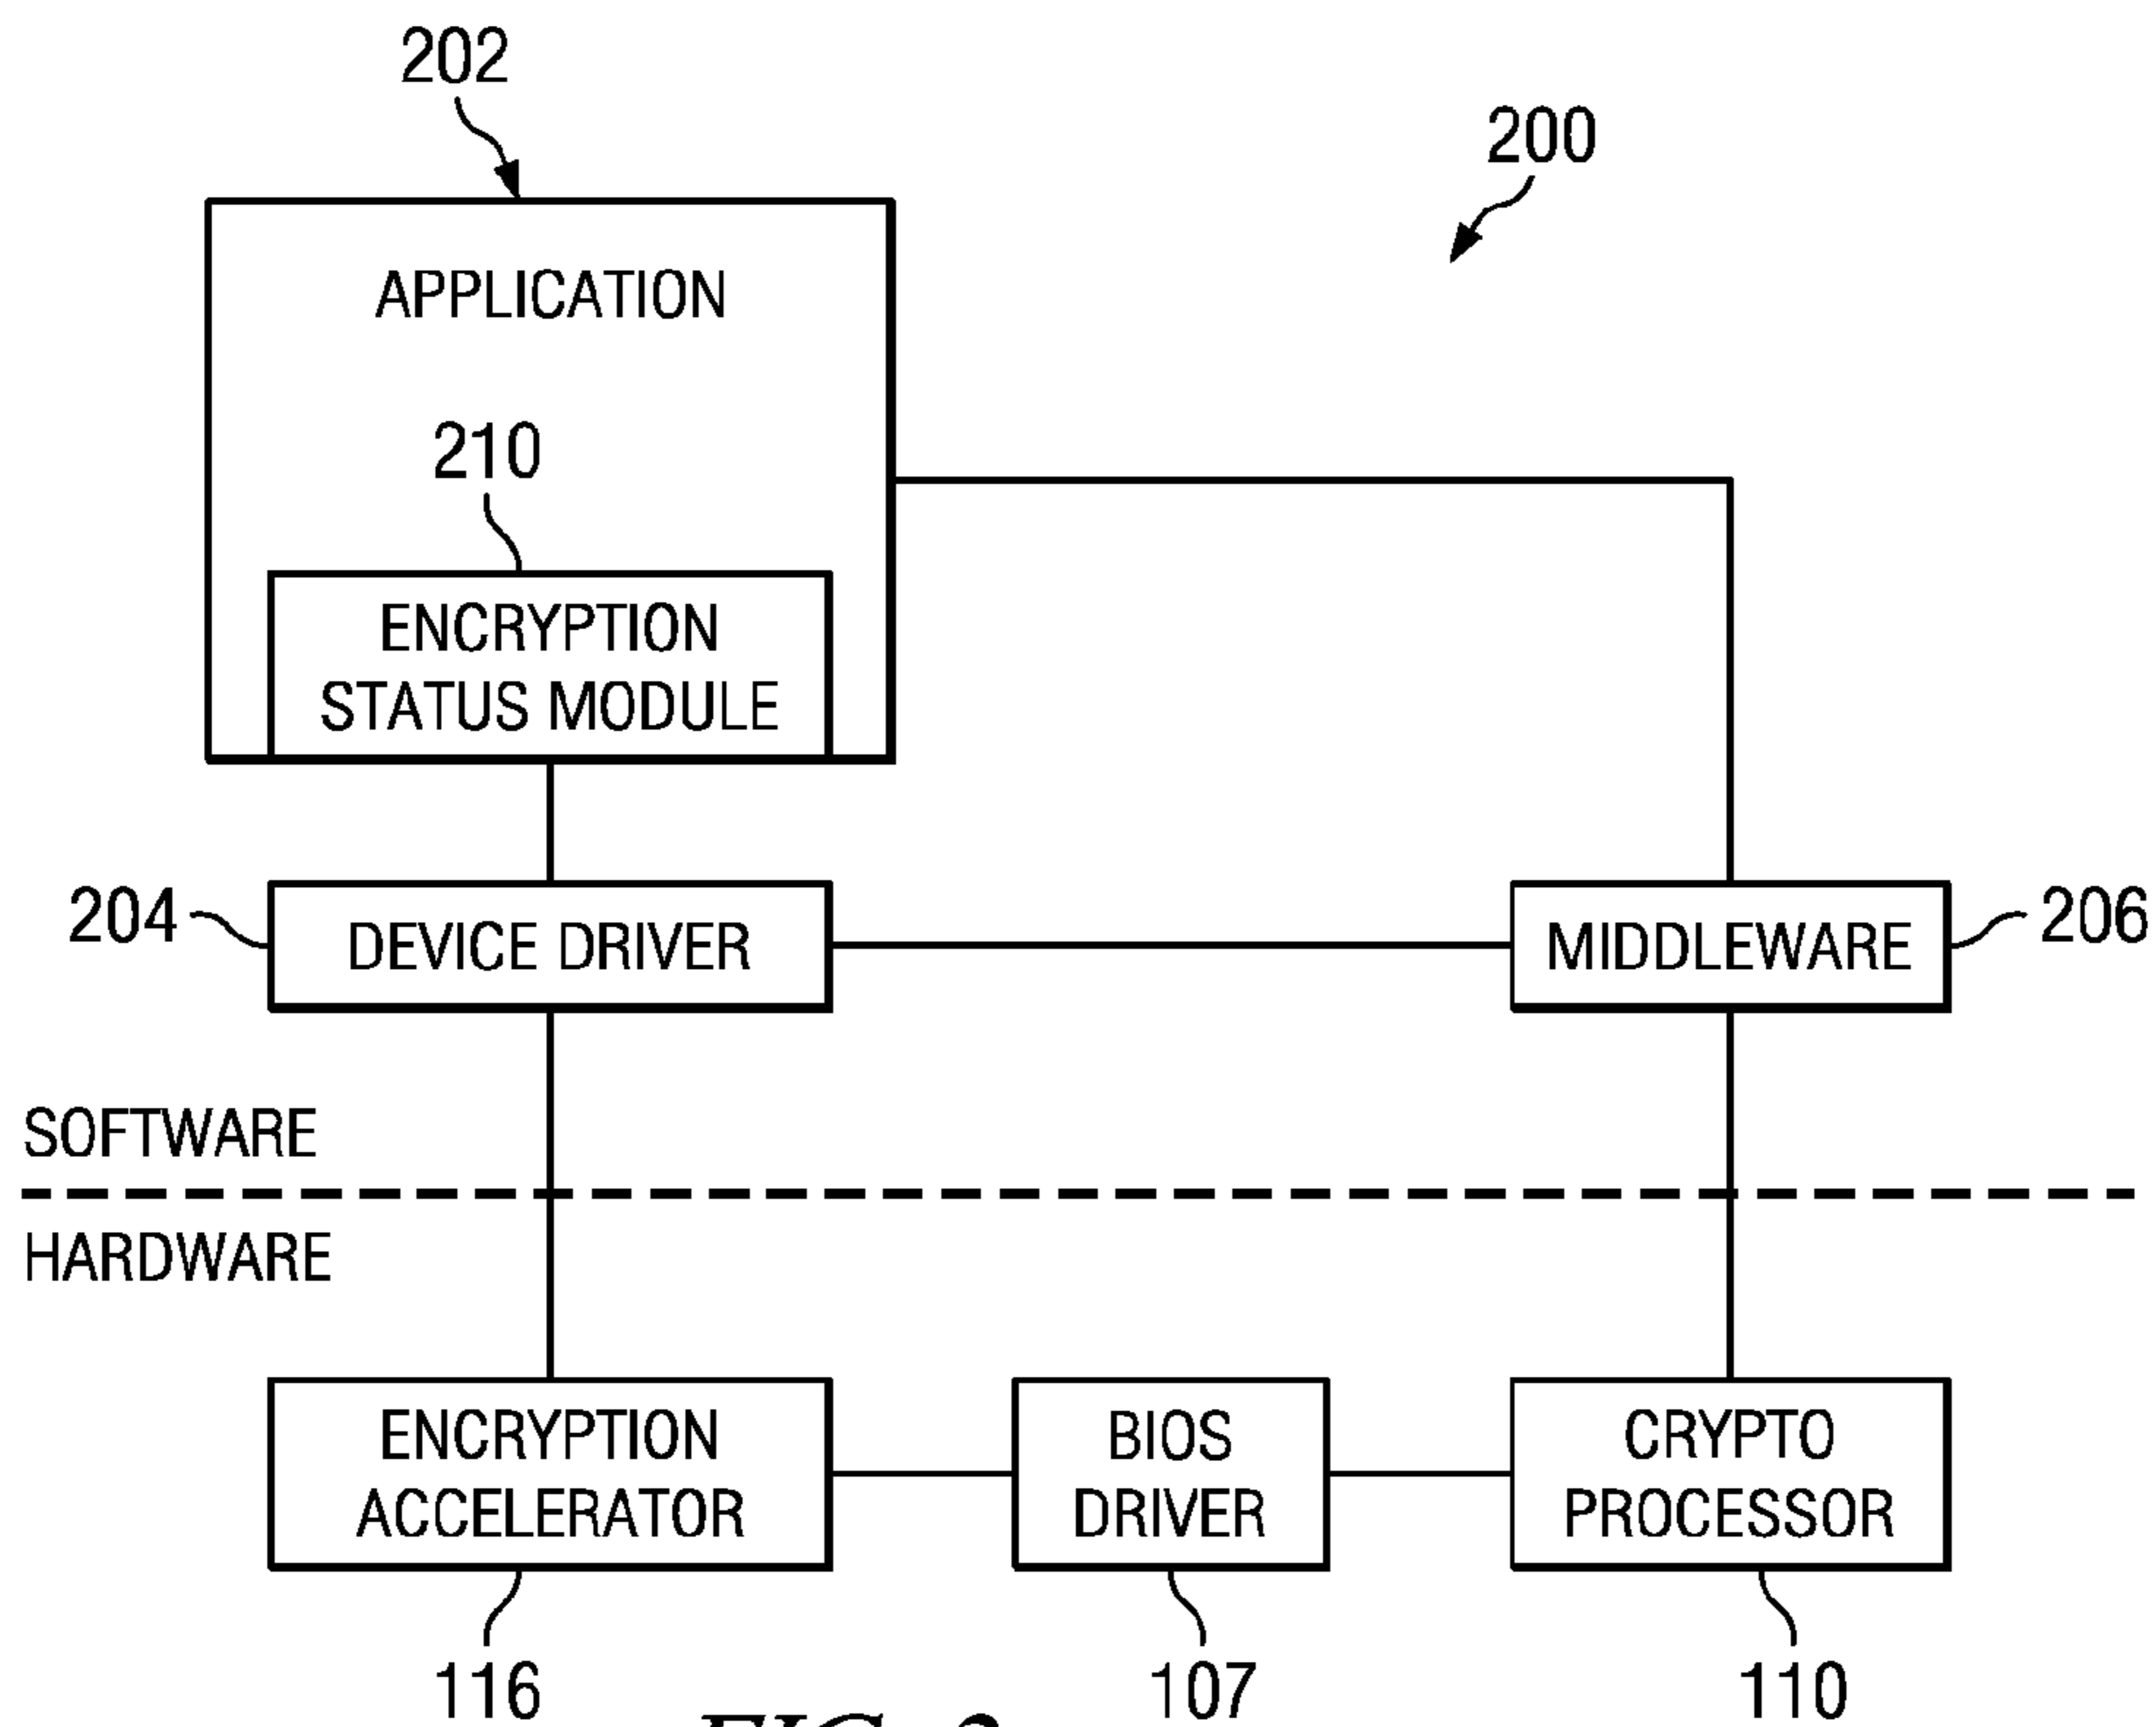 202
200
APPLICATION
210
ENCRYPTION
STATUS MODULE
204
DEVICE DRIVER
MIDDLEWARE
206
SOFTWARE
HARDWARE
ENCRYPTION
ACCELERATOR
BIOS
DRIVER
CRYPTO
PROCESSOR
116
107
110